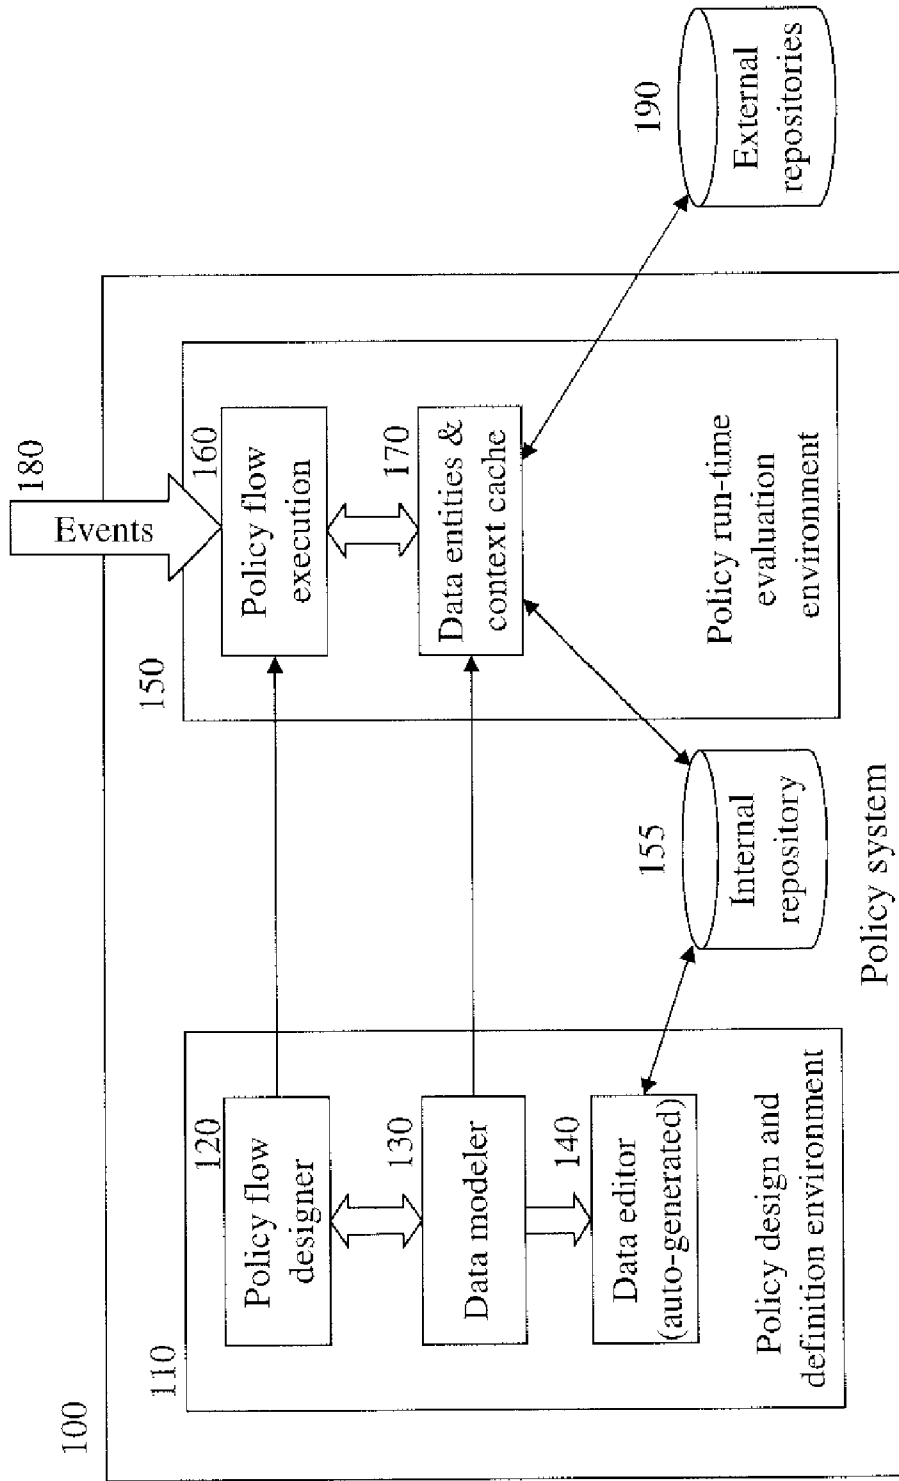 100
110
120
Policy flow
designer
130
Data modeler
140
Data editor
(auto-generated)
Policy design and
definition environment
180
Events
150
160
Policy flow
execution
170
Data entities &
context cache
Policy run-time
evaluation
environment
155
Internal
repository
190
External
repositories
Policy system